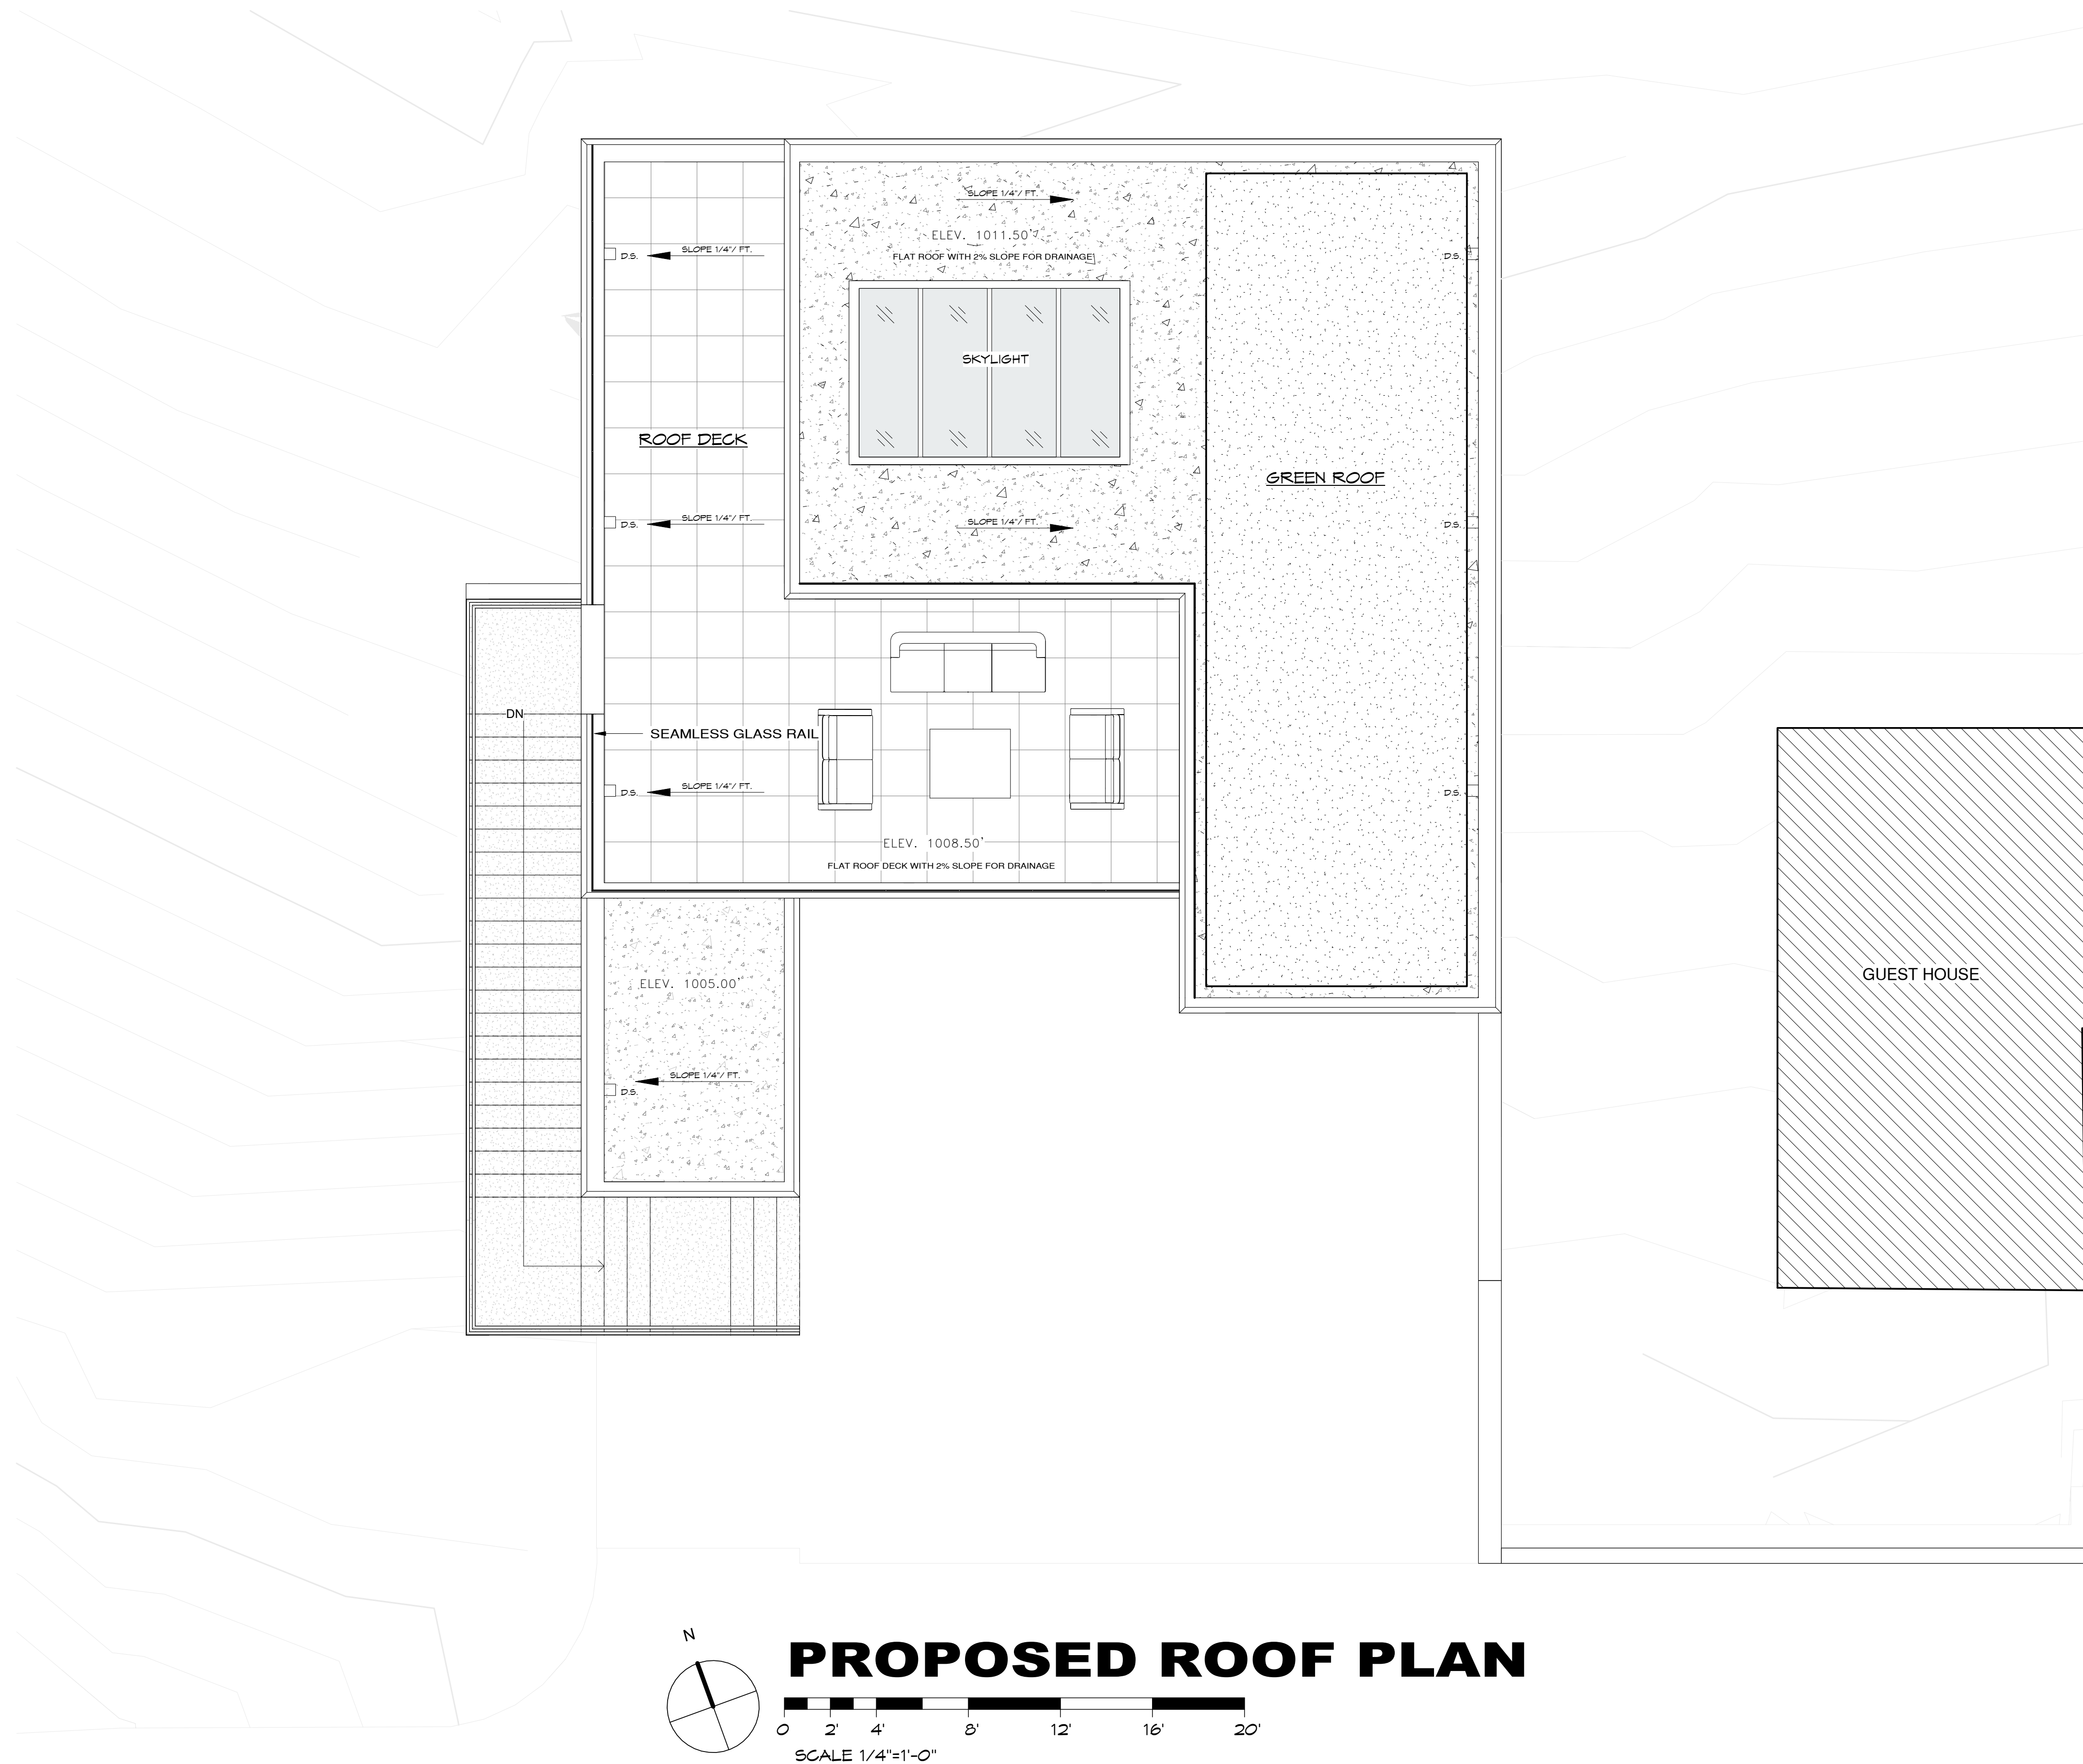 SLOPE 1/4"/ FT.
ELEV. 1011.50'
FLAT ROOF WITH 2% SLOPE FOR DRAINAGE
D.S.
SLOPE 1/4"/ FT.
D.S.
SKYLIGHT
ROOF DECK
GREEN ROOF
D.S.
SLOPE 1/4"/ FT.
SLOPE 1/4"/ FT.
D.S.
DN
SEAMLESS GLASS RAIL
D.S.
SLOPE 1/4"/ FT.
D.S.
ELEV. 1008.50'
FLAT ROOF DECK WITH 2% SLOPE FOR DRAINAGE
GUEST HOUSE
ELEV. 1005.00'
SLOPE 1/4"/ FT.
D.S.
N
PROPOSED ROOF PLAN
0 2' 4' 8' 12' 16' 20'
SCALE 1/4"=1'-0"